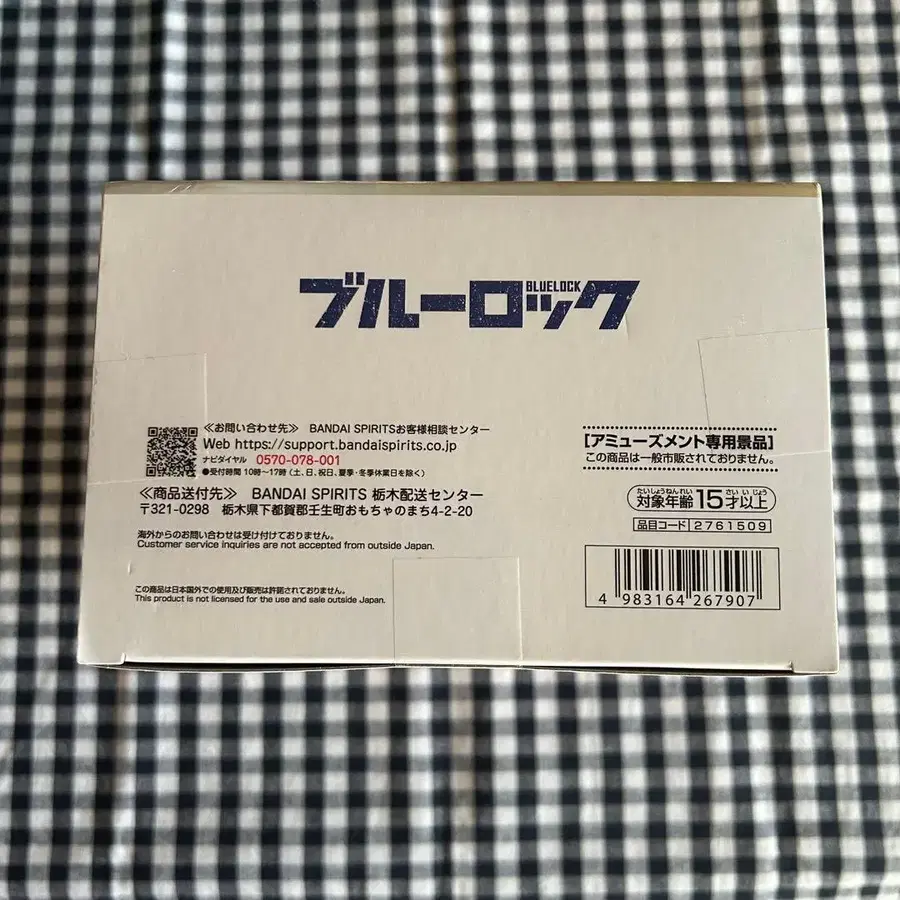 ブルーロック
BLUELOCK
≪お問い合わせ先≫ BANDAI SPIRITSお客様相談センター
Web https://support.bandaispirits.co.jp
ナビダイヤル 0570-078-001
●受付時間 10時～17時(土、日、祝日、夏季・冬季休業日を除く)
≪商品送付先≫ BANDAI SPIRITS 栃木配送センター
〒321-0298 栃木県下都賀郡壬生町おもちゃのまち4-2-20
海外からのお問い合わせは受け付けておりません。
Customer service inquiries are not accepted from outside Japan.
この商品は日本国外での使用及び販売は許諾されておりません。
This product is not licensed for the use and sale outside Japan.
[アミューズメント専用景品]
この商品は一般市販されておりません。
たいしょうねんれい さい いじょう
対象年齢 15才以上
品目コード 2761509
4 983164 267907